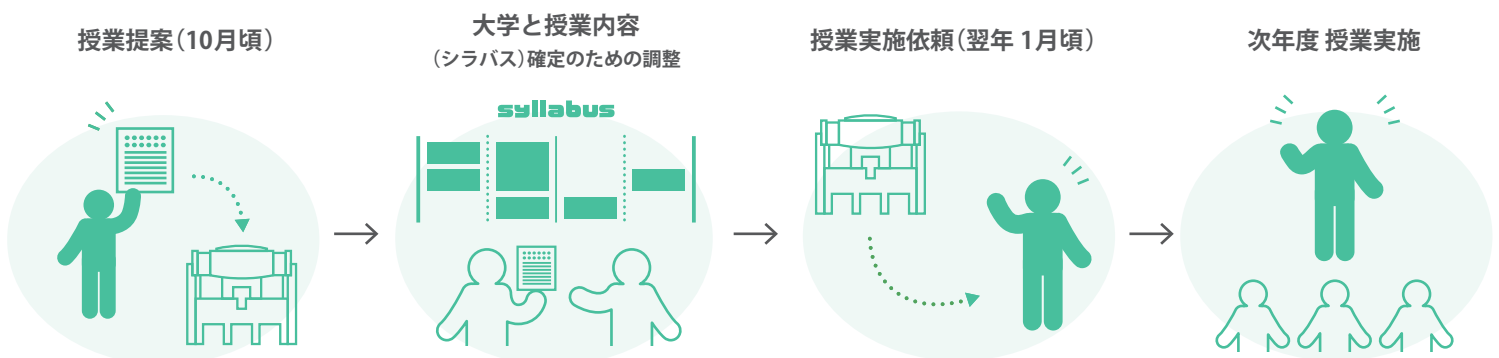 授業提案（10月頃）
大学と授業内容
（シラバス）確定のための調整
syllabus
授業実施依頼（翌年 1月頃）
次年度 授業実施